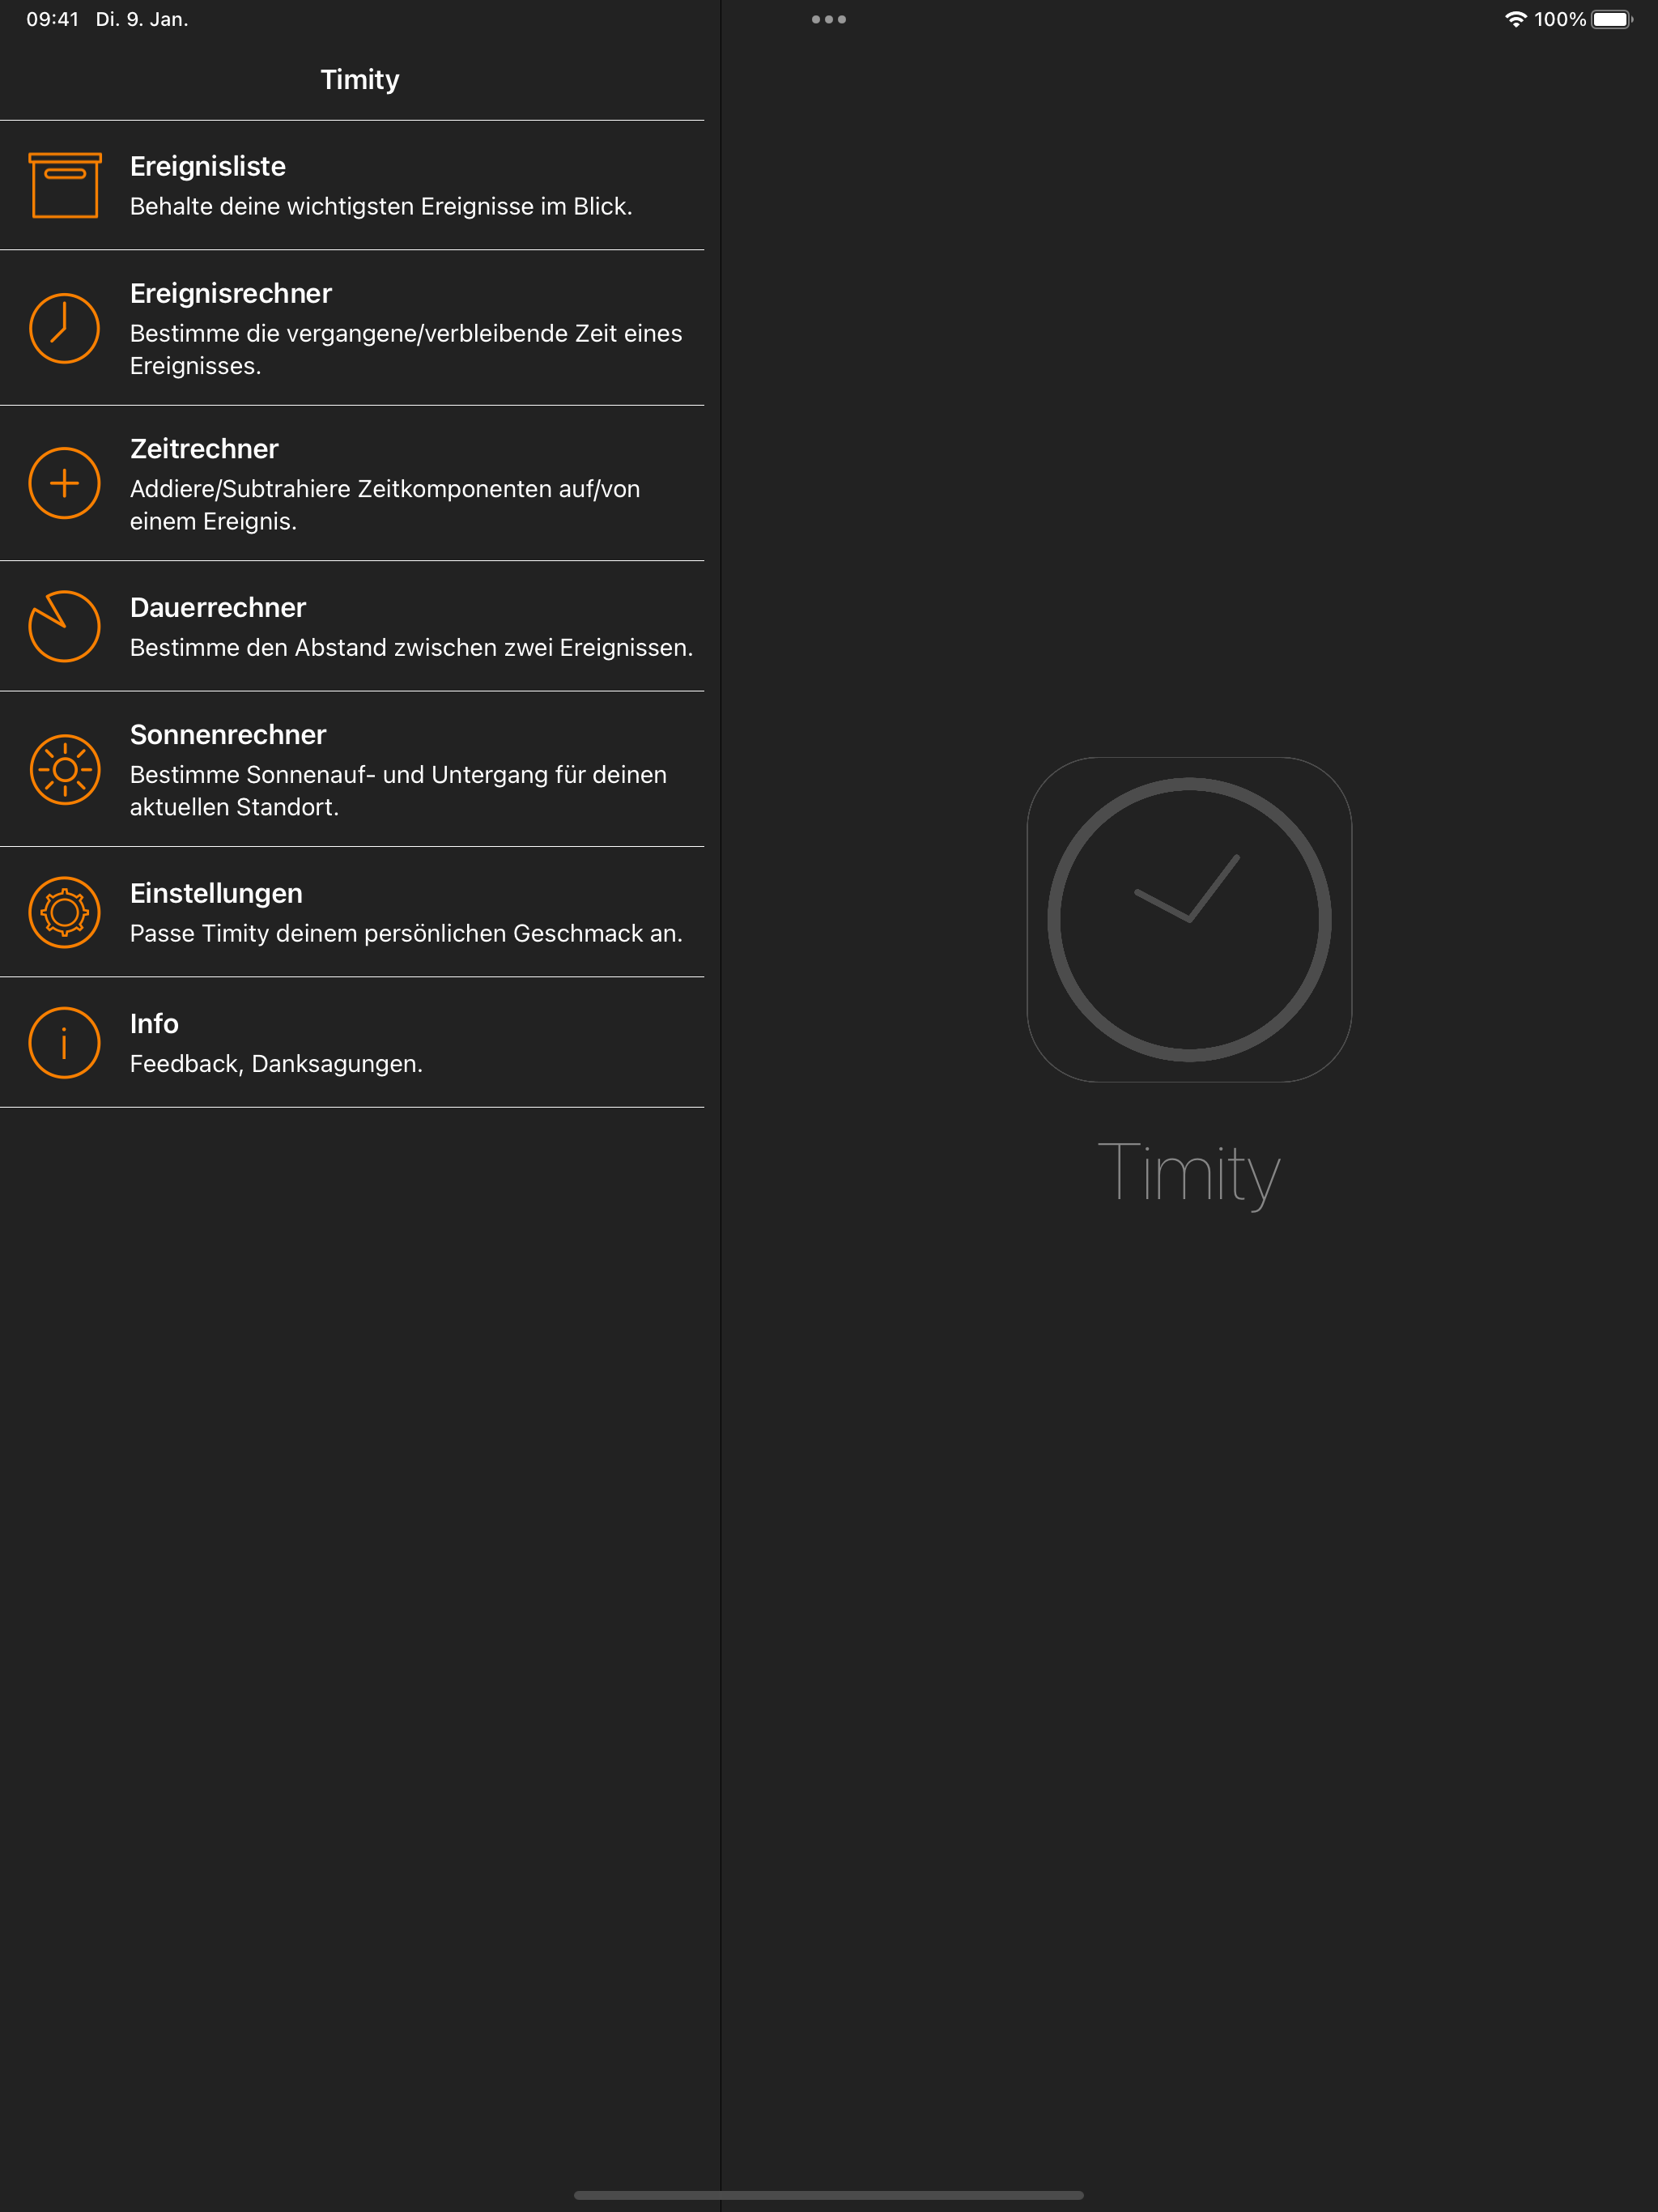 09:41 Di. 9. Jan.
100%
Timity
Ereignisliste
Behalte deine wichtigsten Ereignisse im Blick.
Ereignisrechner
Bestimme die vergangene/verbleibende Zeit eines
Ereignisses.
Zeitrechner
Addiere/Subtrahiere Zeitkomponenten auf/von
einem Ereignis.
Dauerrechner
Bestimme den Abstand zwischen zwei Ereignissen.
Sonnenrechner
Bestimme Sonnenauf- und Untergang für deinen
aktuellen Standort.
Einstellungen
Passe Timity deinem persönlichen Geschmack an.
Info
Feedback, Danksagungen.
Timity